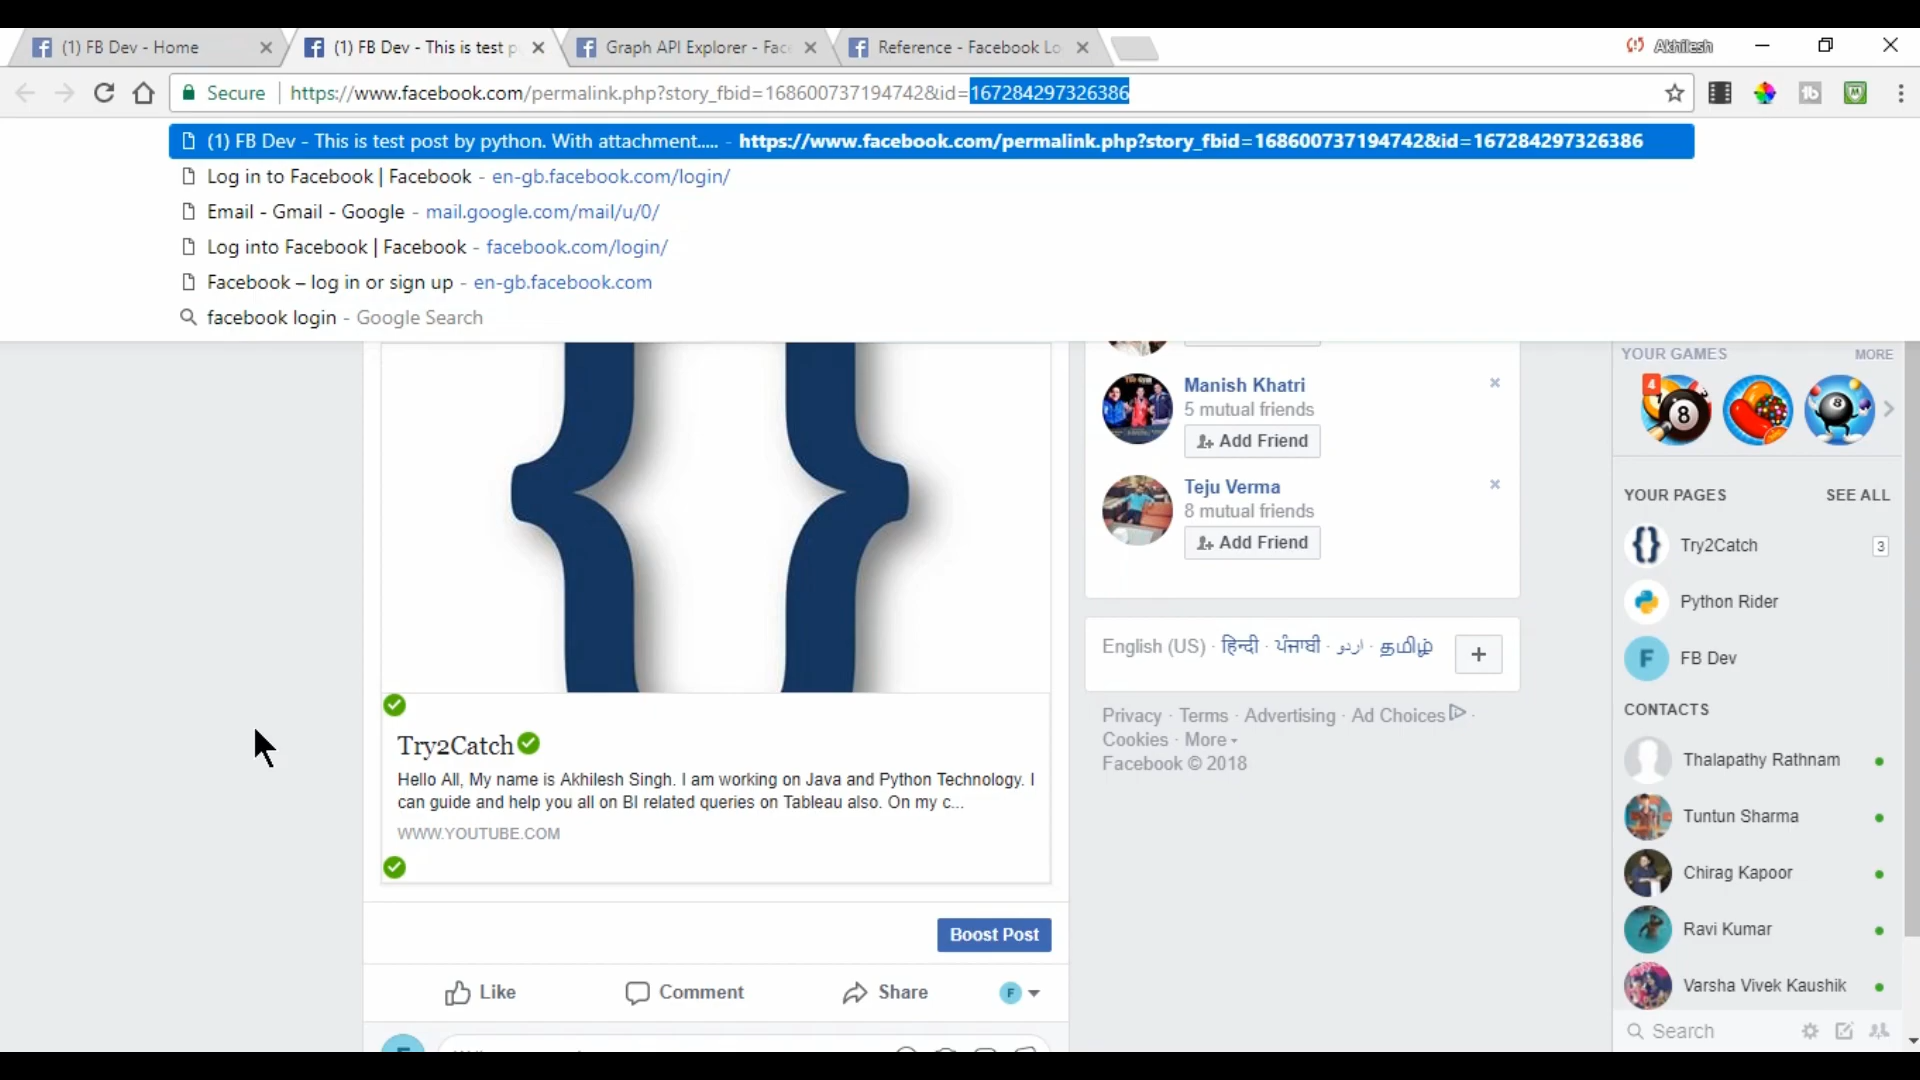 (1) FB Dev - Home
(1) FB Dev - This is test p
Graph API Explorer - Fac
Reference - Facebook Lo
Akhilesh
Secure
https://www.facebook.com/permalink.php?story_fbid=168600737194742&id=167284297326386
(1) FB Dev - This is test post by python. With attachment..... - https://www.facebook.com/permalink.php?story_fbid=168600737194742&id=167284297326386
Log in to Facebook | Facebook - en-gb.facebook.com/login/
Email - Gmail - Google - mail.google.com/mail/u/0/
Log into Facebook | Facebook - facebook.com/login/
Facebook – log in or sign up - en-gb.facebook.com
facebook login - Google Search
Try2Catch
Hello All, My name is Akhilesh Singh. I am working on Java and Python Technology. I
can guide and help you all on BI related queries on Tableau also. On my c...
WWW.YOUTUBE.COM
Boost Post
Like
Comment
Share
F
Manish Khatri
5 mutual friends
Add Friend
Teju Verma
8 mutual friends
Add Friend
English (US) · हिन्दी · ਪੰਜਾਬੀ · اردو · தமிழ்
Privacy · Terms · Advertising · Ad Choices ·
Cookies · More
Facebook © 2018
YOUR GAMES
MORE
4
8
8
YOUR PAGES
SEE ALL
Try2Catch
3
Python Rider
F
FB Dev
CONTACTS
Thalapathy Rathnam
Tuntun Sharma
Chirag Kapoor
Ravi Kumar
Varsha Vivek Kaushik
Search